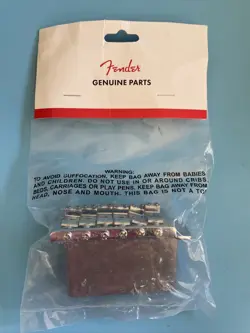 Fender
GENUINE PARTS
WARNING:
TO AVOID SUFFOCATION, KEEP BAG AWAY FROM BABIES
AND CHILDREN. DO NOT USE IN OR AROUND CRIBS
BEDS, CARRIAGES OR PLAY PENS. KEEP BAG AWAY FROM
HEAD, NOSE AND MOUTH. THIS BAG IS NOT A TO